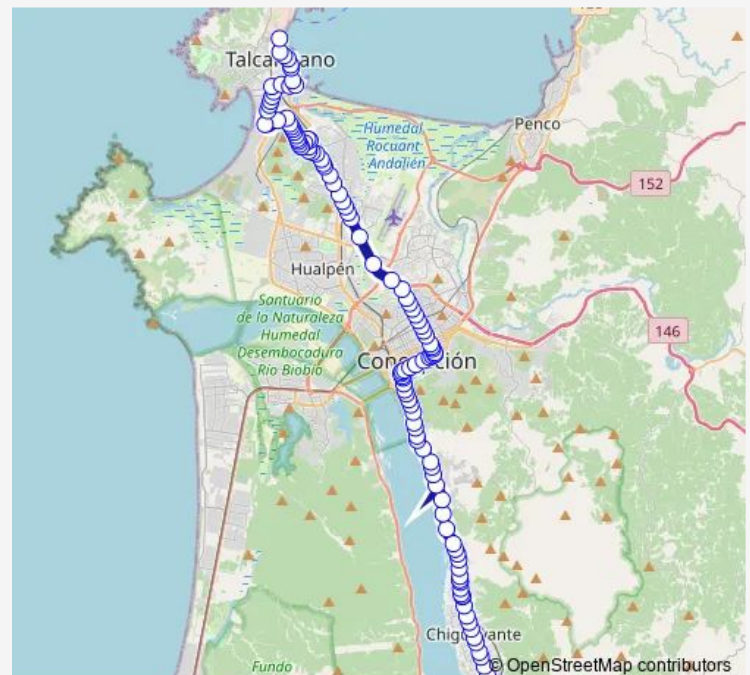 Talcahuano
Penco
Humedal
Rocuant
Andalién
152
Hualpén
Santuario
de la Naturaleza
Humedal
Desembocadura
Río Biobío
146
Concepción
Chiguayante
Fundo
© OpenStreetMap contributors